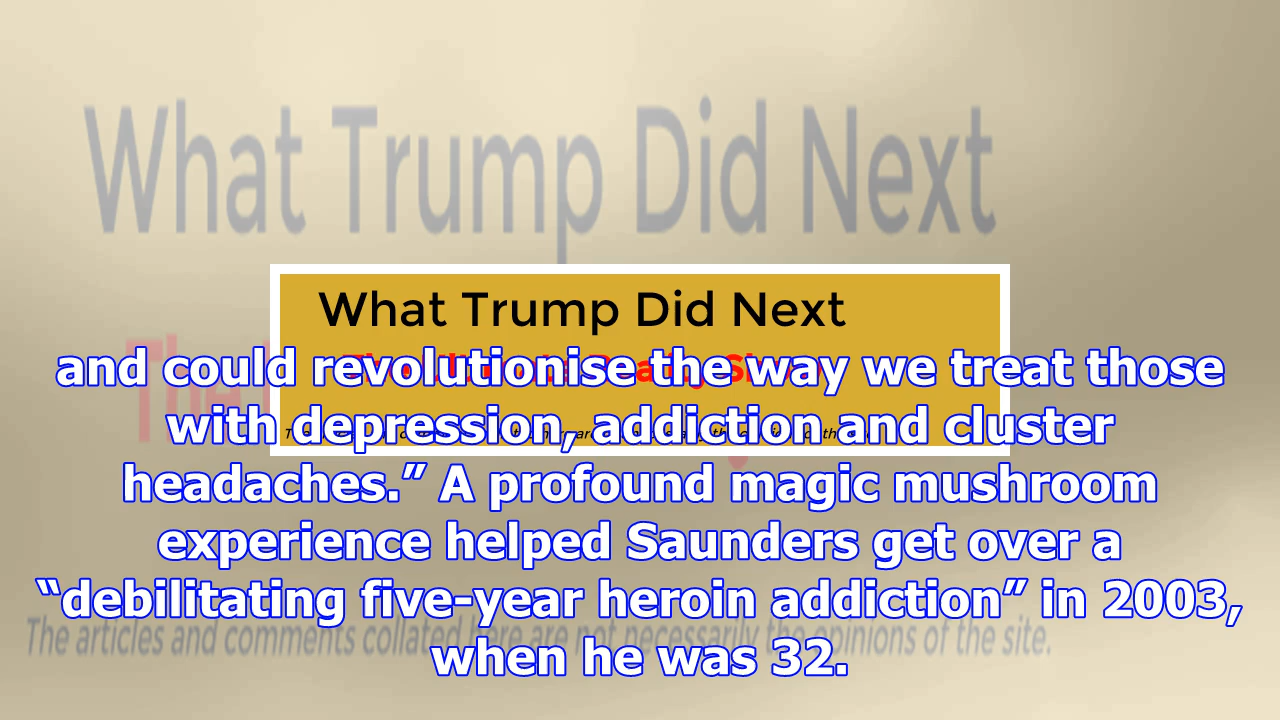 What Trump Did Next
What Trump Did Next
and could revolutionise the way we treat those
with depression, addiction and cluster
headaches.” A profound magic mushroom
experience helped Saunders get over a
“debilitating five-year heroin addiction” in 2003,
The articles and comments collated here are not necessarily the opinions of the site.
when he was 32.